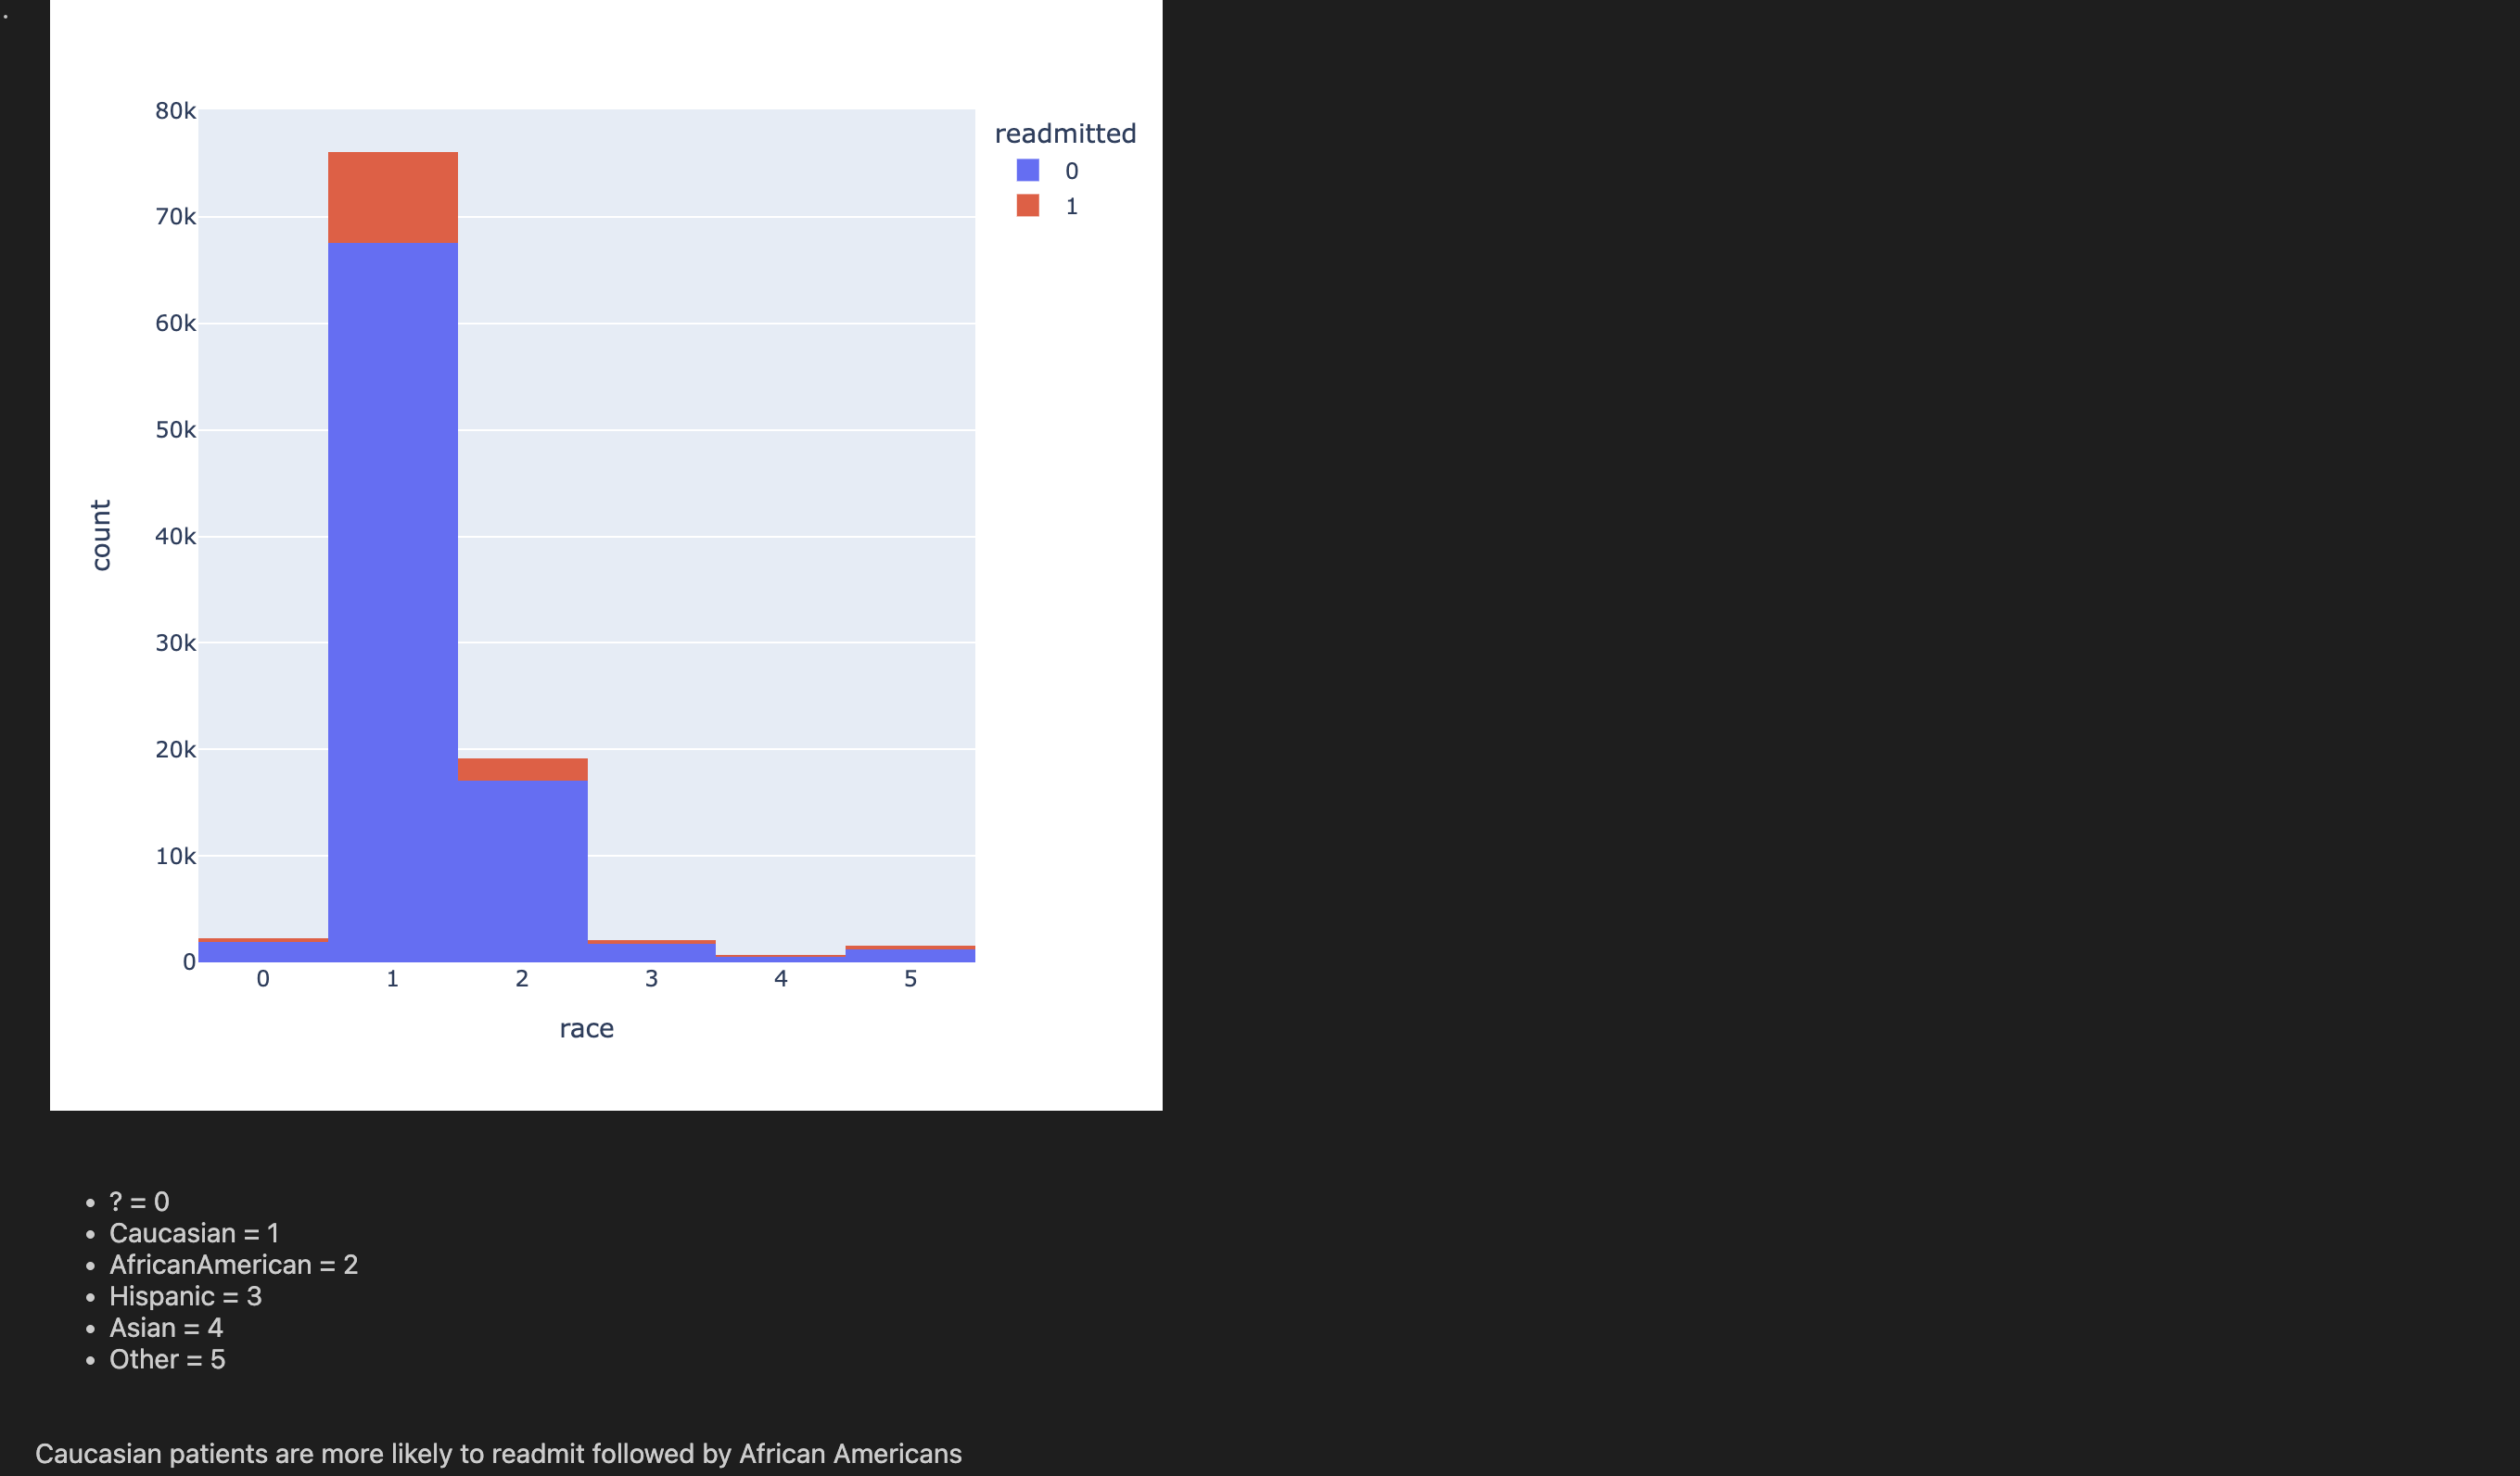 80k
readmitted
0
1
70k
60k
50k
count
40k
30k
20k
10k
0
0 1 2 3 4 5
race
• ? = 0
• Caucasian = 1
• AfricanAmerican = 2
• Hispanic = 3
• Asian = 4
• Other = 5
Caucasian patients are more likely to readmit followed by African Americans